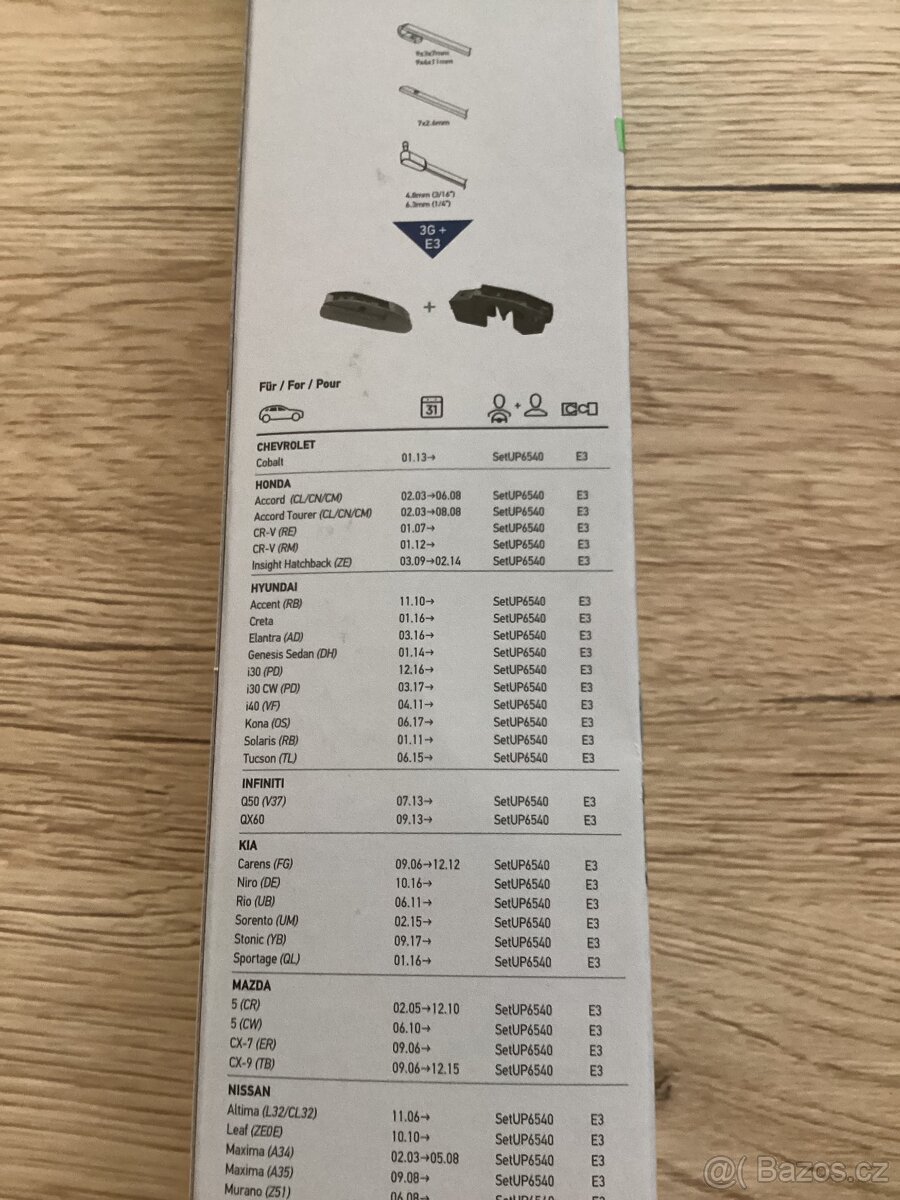 9x3x7mm
9x4x11mm
7x2.6mm
4.8mm (3/16")
6.3mm (1/4")
3G +
E3
+
Für / For / Pour
31 +
CHEVROLET
Cobalt 01.13→ SetUP6540 E3
HONDA
Accord (CL/CN/CM) 02.03→06.08 SetUP6540 E3
Accord Tourer (CL/CN/CM) 02.03→08.08 SetUP6540 E3
CR-V (RE) 01.07→ SetUP6540 E3
CR-V (RM) 01.12→ SetUP6540 E3
Insight Hatchback (ZE) 03.09→02.14 SetUP6540 E3
HYUNDAI
Accent (RB) 11.10→ SetUP6540 E3
Creta 01.16→ SetUP6540 E3
Elantra (AD) 03.16→ SetUP6540 E3
Genesis Sedan (DH) 01.14→ SetUP6540 E3
i30 (PD) 12.16→ SetUP6540 E3
i30 CW (PD) 03.17→ SetUP6540 E3
i40 (VF) 04.11→ SetUP6540 E3
Kona (OS) 06.17→ SetUP6540 E3
Solaris (RB) 01.11→ SetUP6540 E3
Tucson (TL) 06.15→ SetUP6540 E3
INFINITI
Q50 (V37) 07.13→ SetUP6540 E3
QX60 09.13→ SetUP6540 E3
KIA
Carens (FG) 09.06→12.12 SetUP6540 E3
Niro (DE) 10.16→ SetUP6540 E3
Rio (UB) 06.11→ SetUP6540 E3
Sorento (UM) 02.15→ SetUP6540 E3
Stonic (YB) 09.17→ SetUP6540 E3
Sportage (QL) 01.16→ SetUP6540 E3
MAZDA
5 (CR) 02.05→12.10 SetUP6540 E3
5 (CW) 06.10→ SetUP6540 E3
CX-7 (ER) 09.06→ SetUP6540 E3
CX-9 (TB) 09.06→12.15 SetUP6540 E3
NISSAN
Altima (L32/CL32) 11.06→ SetUP6540 E3
Leaf (ZE0E) 10.10→ SetUP6540 E3
Maxima (A34) 02.03→05.08 SetUP6540 E3
Maxima (A35) 09.08→ SetUP6540 E3
Murano (Z51) 06.08→ SetUP6540 E3
@( Bazos.cz